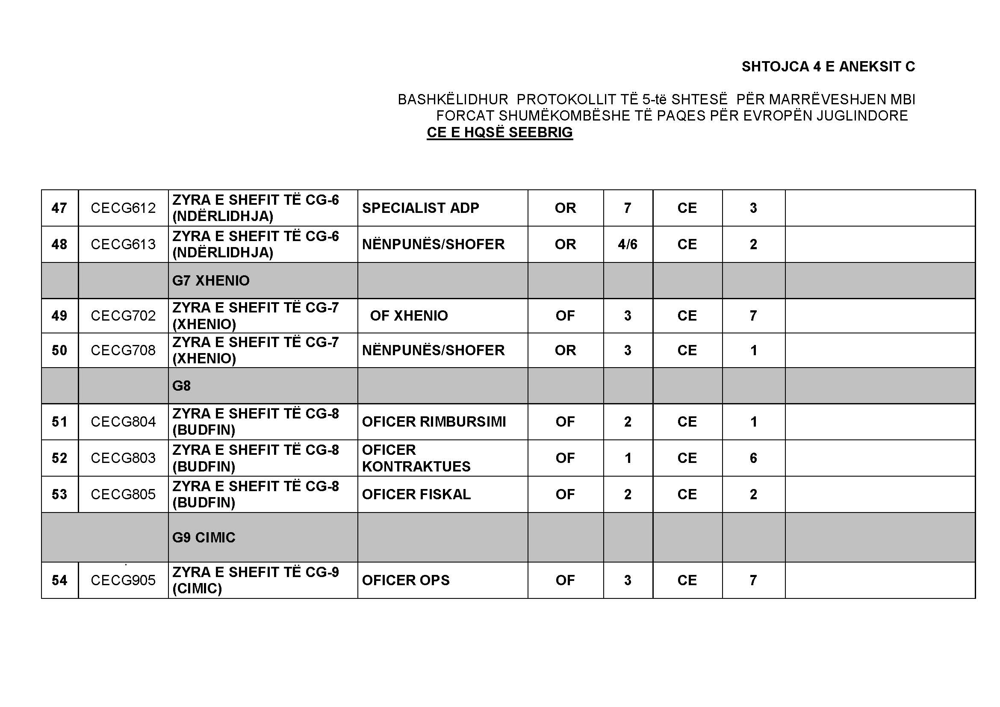 SHTOJCA 4 E ANEKSIT C
BASHKËLIDHUR PROTOKOLLIT TË 5-të SHTESË PËR MARRËVESHJEN MBI
FORCAT SHUMËKOMBËSHE TË PAQES PËR EVROPËN JUGLINDORE
CE E HQSË SEEBRIG
47 CECG612 ZYRA E SHEFIT TË CG-6 (NDËRLIDHJA) SPECIALIST ADP OR 7 CE 3
48 CECG613 ZYRA E SHEFIT TË CG-6 (NDËRLIDHJA) NËNPUNËS/SHOFER OR 4/6 CE 2
G7 XHENIO
49 CECG702 ZYRA E SHEFIT TË CG-7 (XHENIO) OF XHENIO OF 3 CE 7
50 CECG708 ZYRA E SHEFIT TË CG-7 (XHENIO) NËNPUNËS/SHOFER OR 3 CE 1
G8
51 CECG804 ZYRA E SHEFIT TË CG-8 (BUDFIN) OFICER RIMBURSIMI OF 2 CE 1
52 CECG803 ZYRA E SHEFIT TË CG-8 (BUDFIN) OFICER KONTRAKTUES OF 1 CE 6
53 CECG805 ZYRA E SHEFIT TË CG-8 (BUDFIN) OFICER FISKAL OF 2 CE 2
G9 CIMIC
54 CECG905 ZYRA E SHEFIT TË CG-9 (CIMIC) OFICER OPS OF 3 CE 7